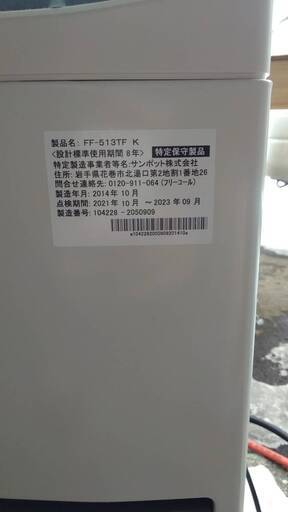 製品名: FF-513TF K
<設計標準使用期間 8年> 特定保守製品
特定製造事業者等名:サンポット株式会社
住所: 岩手県花巻市北湯口第2地割1番地26
問合せ連絡先: 0120-911-064 (フリーコール)
製造年月: 2014年 10月
点検期間: 2021年 10月 ～ 2023年 09月
製造番号: 104228 - 2050909